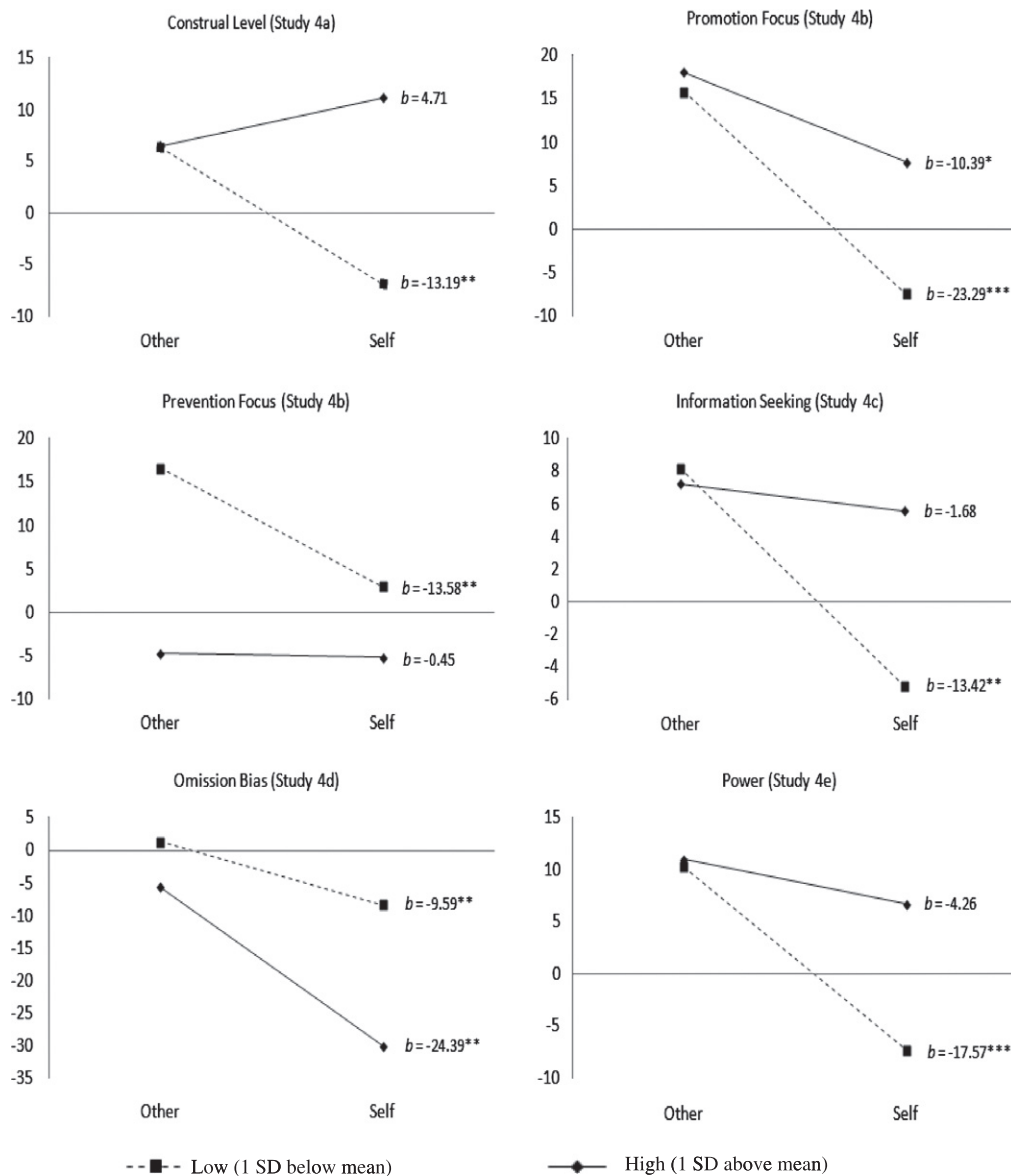 Construal Level (Study 4a)
15
10
5
0
-5
-10
b = 4.71
b = -13.19**
Other
Self
Promotion Focus (Study 4b)
20
15
10
5
0
-5
-10
b = -10.39*
b = -23.29***
Other
Self
Prevention Focus (Study 4b)
20
15
10
5
0
-5
-10
b = -13.58**
b = -0.45
Other
Self
Information Seeking (Study 4c)
10
8
6
4
2
0
-2
-4
-6
b = -1.68
b = -13.42**
Other
Self
Omission Bias (Study 4d)
5
0
-5
-10
-15
-20
-25
-30
-35
b = -9.59**
b = -24.39**
Other
Self
Power (Study 4e)
15
10
5
0
-5
-10
b = -4.26
b = -17.57***
Other
Self
Low (1 SD below mean)
High (1 SD above mean)